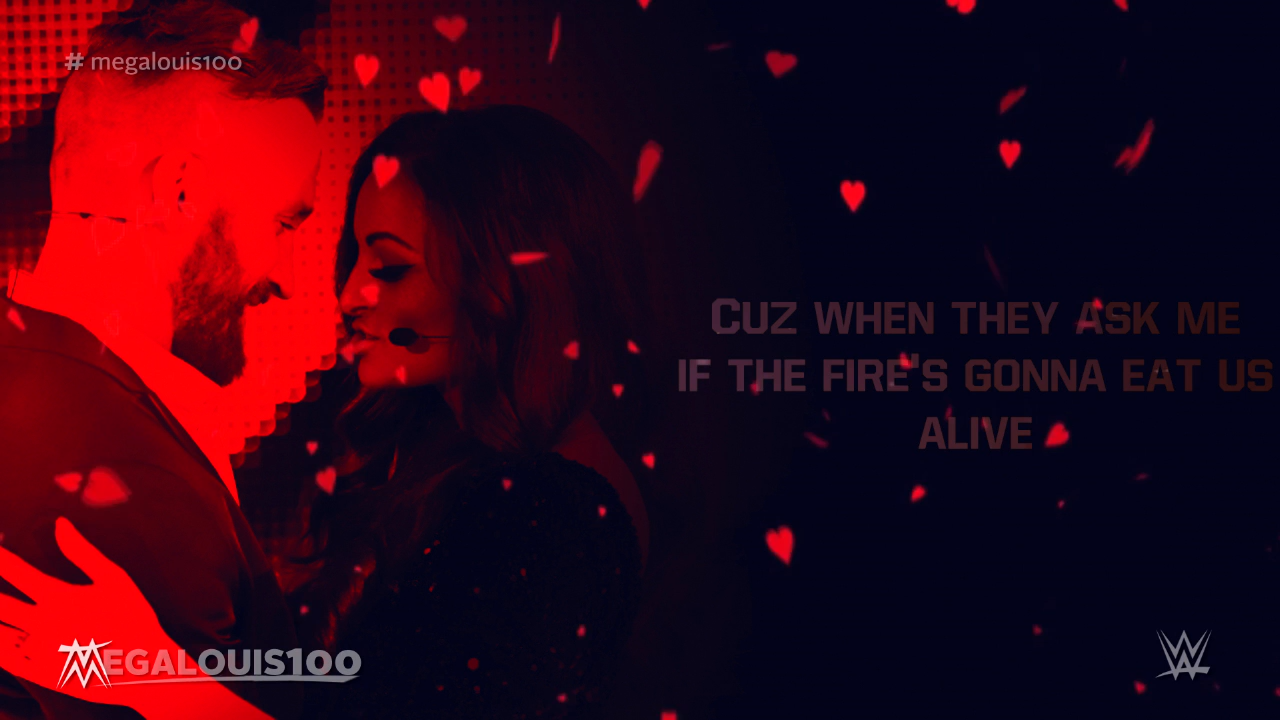 # megalouis100
Cuz when they ask me
if the fire's gonna eat us
alive
MEGALOUIS100
W